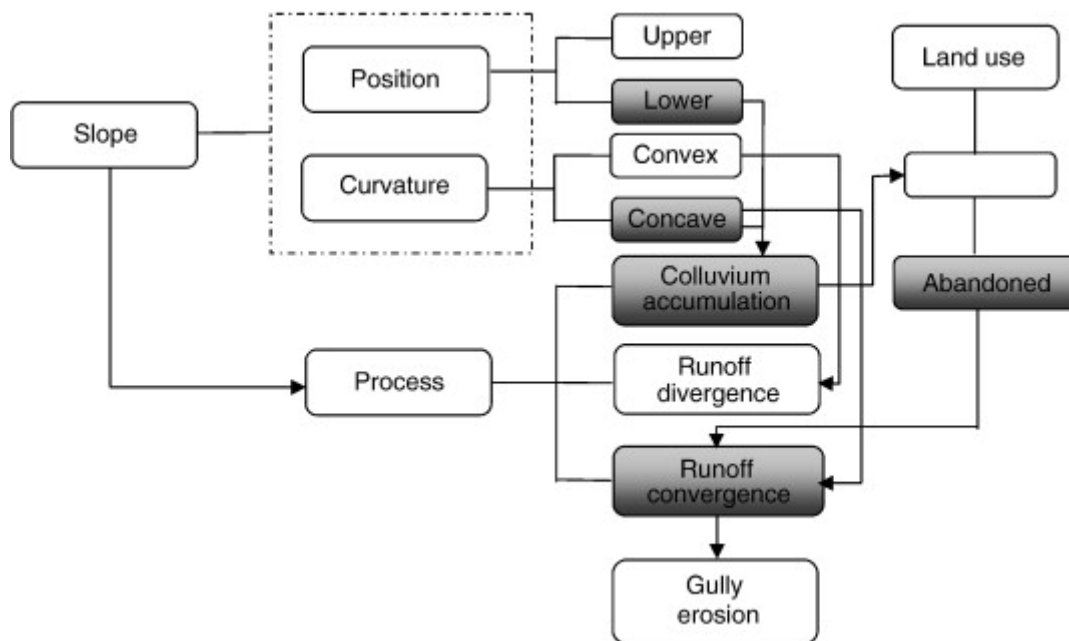 Upper
Land use
Position
Lower
Slope
Convex
Curvature
Concave
Colluvium
accumulation
Abandoned
Process
Runoff
divergence
Runoff
convergence
Gully
erosion